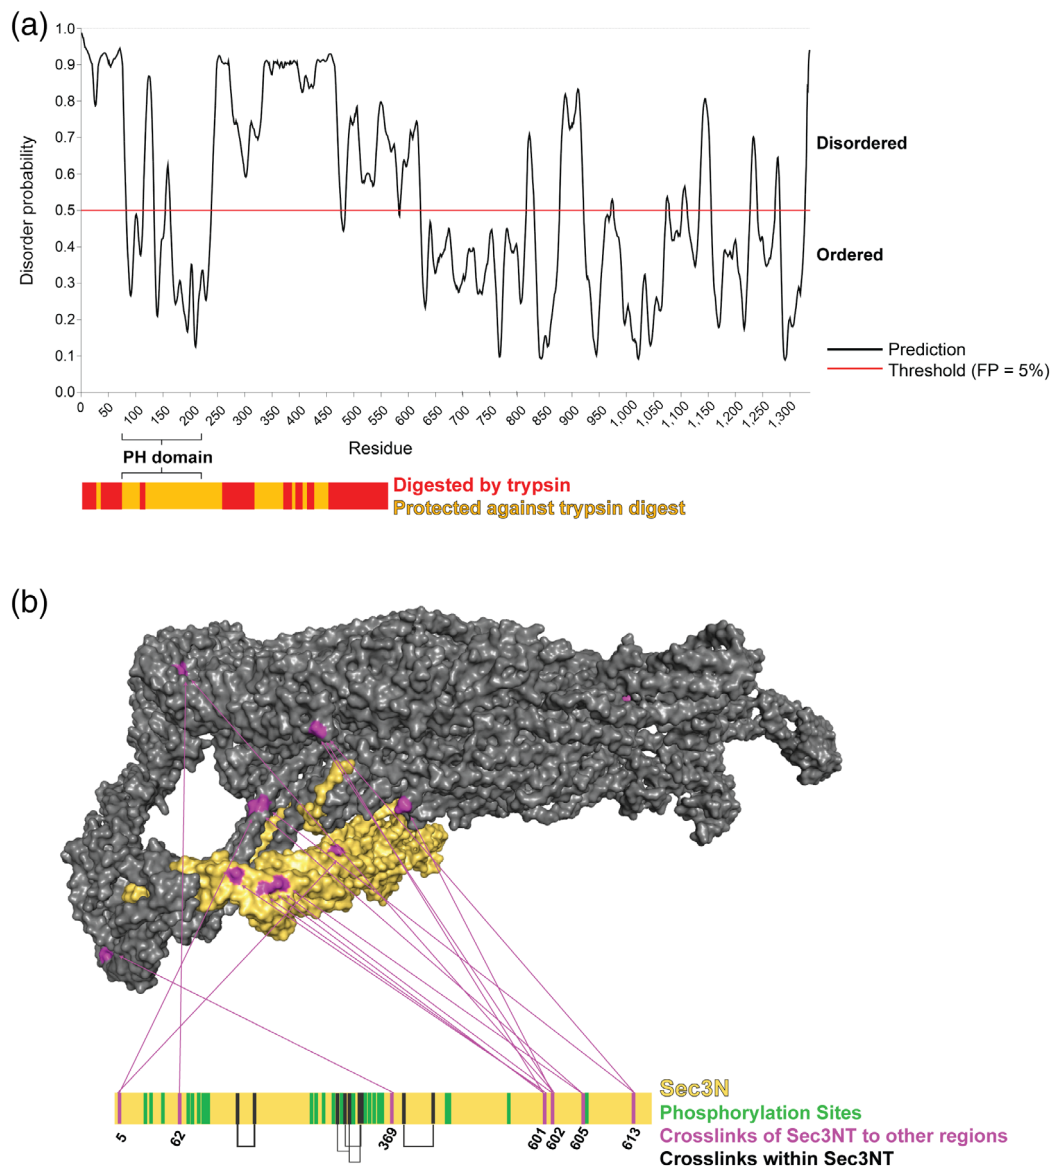 (a)
1.0
0.9
0.8
0.7
0.6
0.5
0.4
0.3
0.2
0.1
0.0
Disorder probability
Disordered
Ordered
Prediction
Threshold (FP = 5%)
0 50 100 150 200 250 300 350 400 450 500 550 600 650 700 750 800 850 900 950 1,000 1,050 1,100 1,150 1,200 1,250 1,300
Residue
PH domain
Digested by trypsin
Protected against trypsin digest
(b)
Sec3N
Phosphorylation Sites
Crosslinks of Sec3NT to other regions
Crosslinks within Sec3NT
5 62 369 601 602 605 613